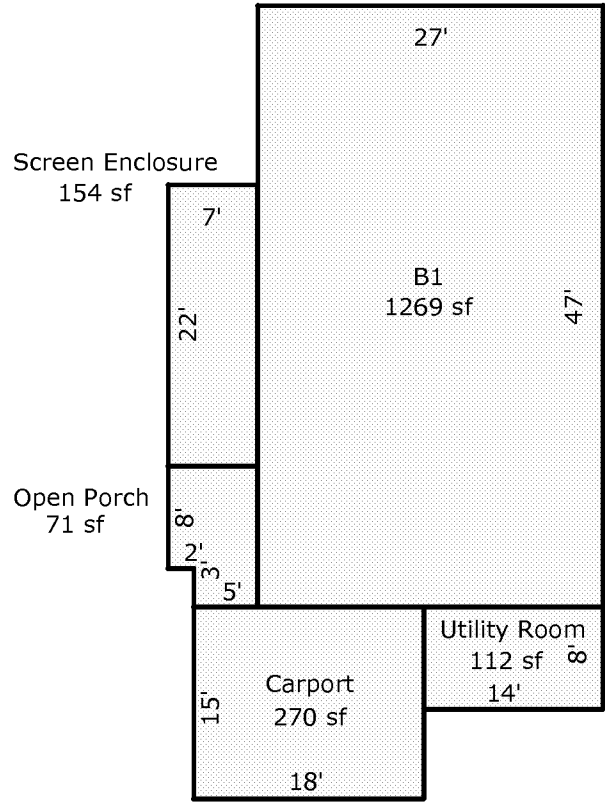 27'
Screen Enclosure
154 sf
7'
22'
B1
1269 sf
47'
Open Porch
71 sf
8'
2'
3'
5'
Utility Room
112 sf
8'
14'
Carport
270 sf
15'
18'